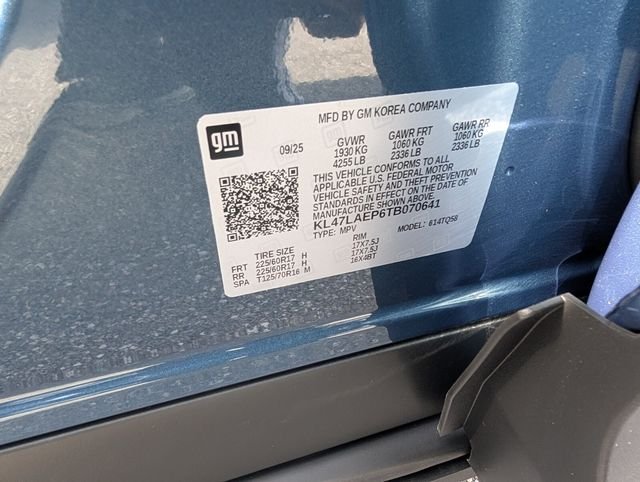 MFD BY GM KOREA COMPANY
gm
09/25 GVWR GAWR FRT GAWR RR
1930 KG 1060 KG 1060 KG
4255 LB 2336 LB 2336 LB
THIS VEHICLE CONFORMS TO ALL
APPLICABLE U.S. FEDERAL MOTOR
VEHICLE SAFETY AND THEFT PREVENTION
STANDARDS IN EFFECT ON THE DATE OF
MANUFACTURE SHOWN ABOVE.
KL47LAEP6TB070641
TYPE: MPV MODEL: 614TQ58
TIRE SIZE RIM
FRT 225/60R17 H 17X7.5J
RR 225/60R17 H 17X7.5J
SPA T125/70R16 M 16X4BT